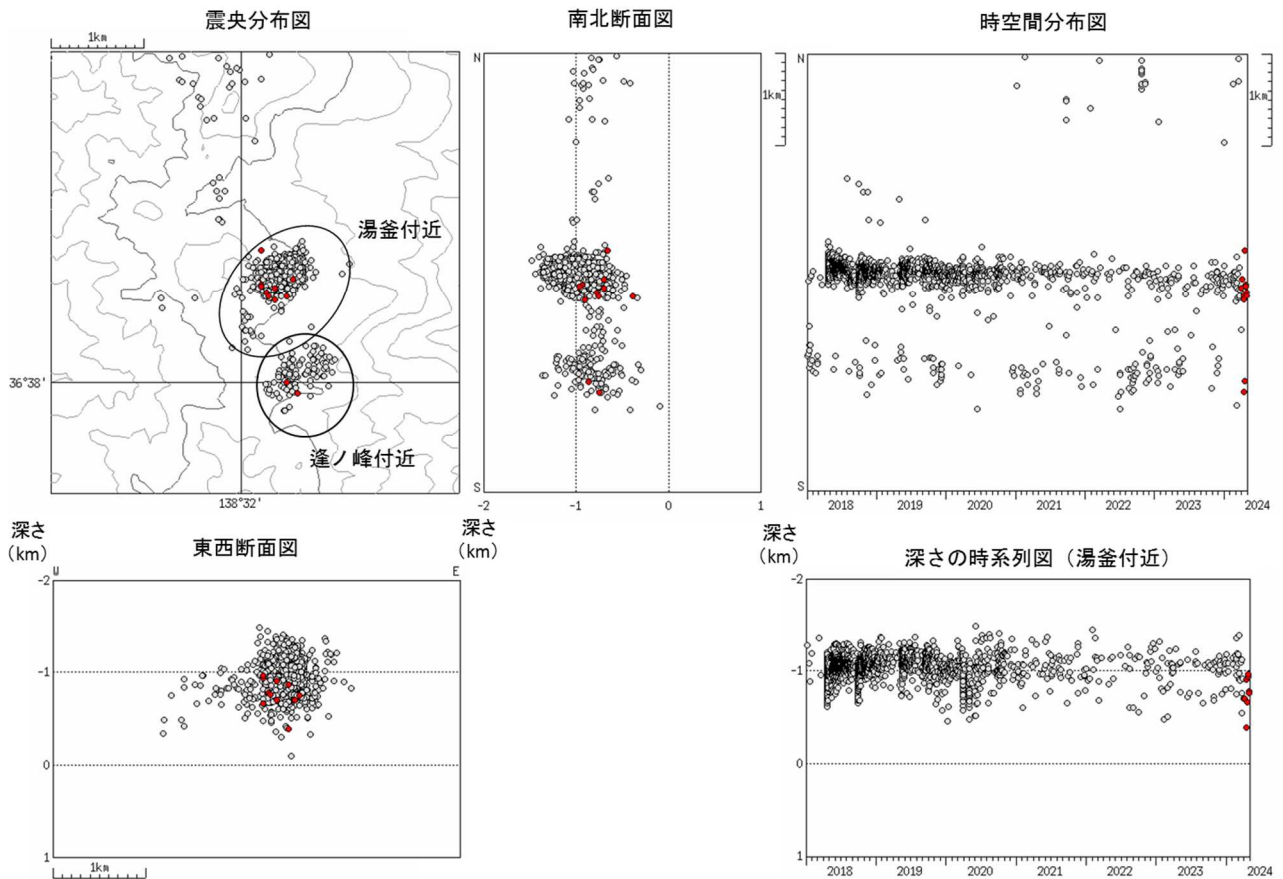 震央分布図
1km
湯釜付近
36°38'
逢ノ峰付近
138°32'
南北断面図
N
1km
S
-2
-1
0
1
時空間分布図
N
1km
S
2018
2019
2020
2021
2022
2023
2024
深さ
（km）
東西断面図
W
E
-2
-1
0
1
1km
深さ
（km）
深さ
（km）
深さの時系列図（湯釜付近）
-2
-1
0
1
2018
2019
2020
2021
2022
2023
2024